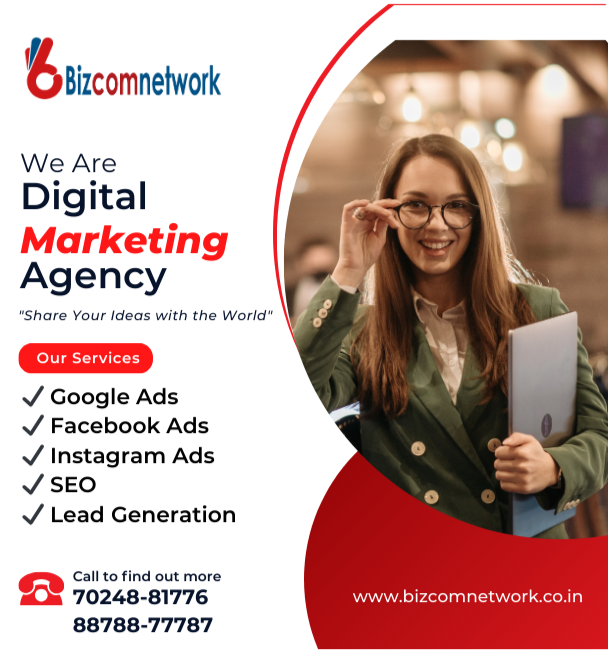 Bizcomnetwork
We Are
Digital
Marketing
Agency
"Share Your Ideas with the World"
Our Services
Google Ads
Facebook Ads
Instagram Ads
SEO
Lead Generation
Call to find out more
70248-81776
88788-77787
www.bizcomnetwork.co.in